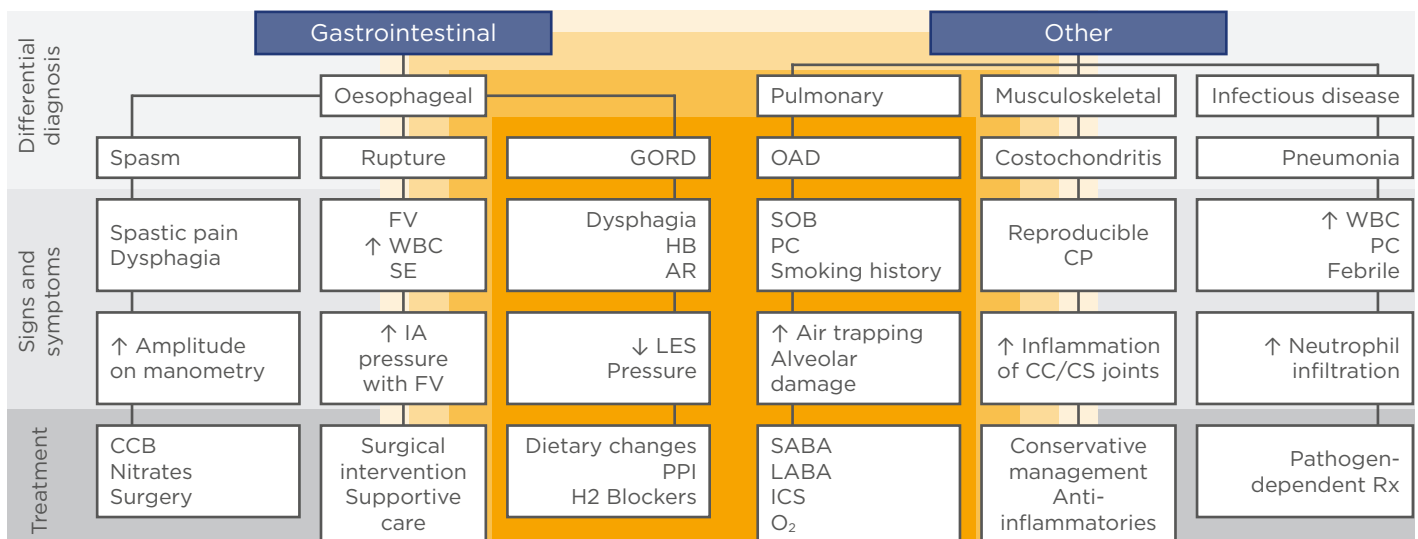 Differential
diagnosis
Gastrointestinal
Other
Oesophageal
Pulmonary
Musculoskeletal
Infectious disease
Spasm
Rupture
GORD
OAD
Costochondritis
Pneumonia
Signs and
symptoms
Spastic pain
Dysphagia
FV
↑ WBC
SE
Dysphagia
HB
AR
SOB
PC
Smoking history
Reproducible
CP
↑ WBC
PC
Febrile
↑ Amplitude
on manometry
↑ IA
pressure
with FV
↓ LES
Pressure
↑ Air trapping
Alveolar
damage
↑ Inflammation
of CC/CS joints
↑ Neutrophil
infiltration
Treatment
CCB
Nitrates
Surgery
Surgical
intervention
Supportive
care
Dietary changes
PPI
H2 Blockers
SABA
LABA
ICS
O₂
Conservative
management
Anti-
inflammatories
Pathogen-
dependent Rx